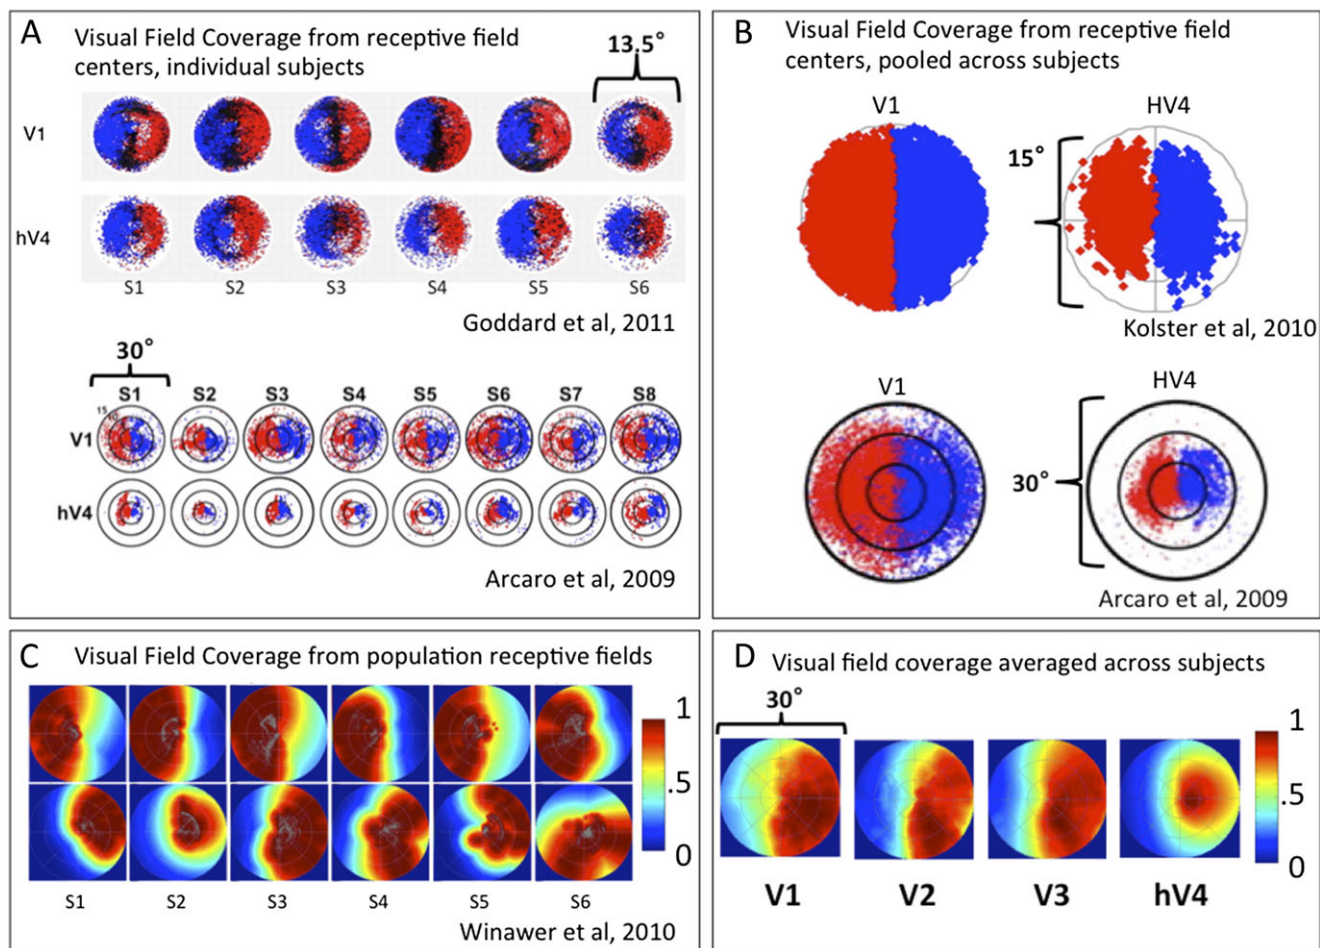 A
Visual Field Coverage from receptive field
centers, individual subjects
13.5°
V1
hV4
S1 S2 S3 S4 S5 S6
Goddard et al, 2011
30°
S1 S2 S3 S4 S5 S6 S7 S8
15 10
V1
hV4
Arcaro et al, 2009
B
Visual Field Coverage from receptive field
centers, pooled across subjects
V1 HV4
15°
Kolster et al, 2010
V1 HV4
30°
Arcaro et al, 2009
C
Visual Field Coverage from population receptive fields
1
.5
0
S1 S2 S3 S4 S5 S6
Winawer et al, 2010
D
Visual field coverage averaged across subjects
30°
1
.5
0
V1 V2 V3 hV4